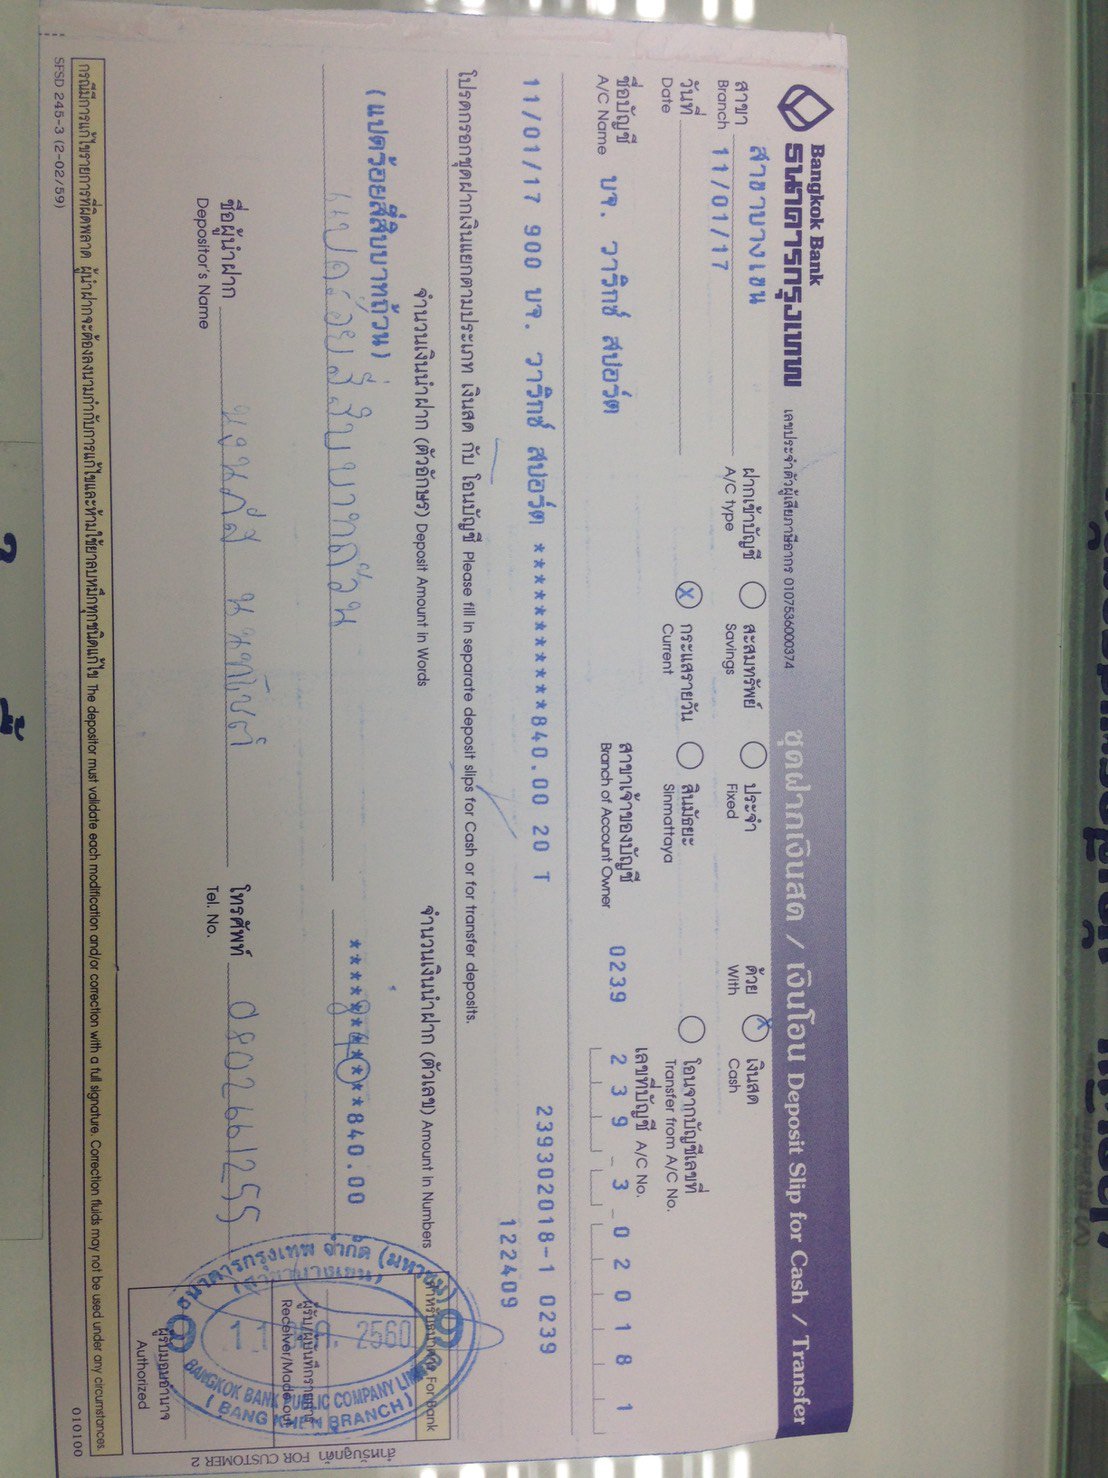 Bangkok Bank
ธนาคารกรุงเทพ
เลขประจำตัวผู้เสียภาษีอากร 0107536000374
ชุดฝากเงินสด / เงินโอน Deposit Slip for Cash / Transfer
สาขา Branch สาขาบางเขน
11/01/17
วันที่ Date
ฝากเข้าบัญชี A/C type
สะสมทรัพย์ Savings
ประจำ Fixed
ด้วย With
X เงินสด Cash
X กระแสรายวัน Current
สินมัธยะ Sinmattaya
โอนจากบัญชีเลขที่ Transfer from A/C No.
ชื่อบัญชี A/C Name บจ. วาริกซ์ สปอร์ต
สาขาเจ้าของบัญชี Branch of Account Owner 0239
เลขที่บัญชี A/C No. 2 3 9 - 3 - 0 2 0 1 8 1
11/01/17 900 บจ. วาริกซ์ สปอร์ต ************840.00 20 T
239302018-1 0239
122409
โปรดกรอกชุดฝากเงินแยกตามประเภท เงินสด กับ โอนบัญชี Please fill in separate deposit slips for Cash or for transfer deposits.
จำนวนเงินนำฝาก (ตัวอักษร) Deposit Amount in Words
จำนวนเงินนำฝาก (ตัวเลข) Amount in Numbers
(แปดร้อยสี่สิบบาทถ้วน)
แปดร้อยสี่สิบบาทถ้วน
************840.00
ชื่อผู้นำฝาก Depositor's Name
โทรศัพท์ Tel. No. 0802661255
สำหรับธนาคาร For Bank
ผู้รับ/ผู้บันทึกรายการ
Receiver/Made out
ผู้รับมอบอำนาจ
Authorized
ธนาคารกรุงเทพ จำกัด (มหาชน)
(สาขาบางเขน)
9 11 ม.ค. 2560 9
BANGKOK BANK PUBLIC COMPANY LIMITED
(BANG KHEN BRANCH)
กรณีมีการแก้ไขรายการที่ผิดพลาด ผู้นำฝากจะต้องลงนามกำกับการแก้ไขและห้ามใช้ยาลบหมึกทุกชนิดแก้ไข The depositor must validate each modification and/or correction with a full signature. Correction fluids may not be used under any circumstances.
SFSD 245-3 (2-02/59)
010100
สำหรับลูกค้า FOR CUSTOMER 2